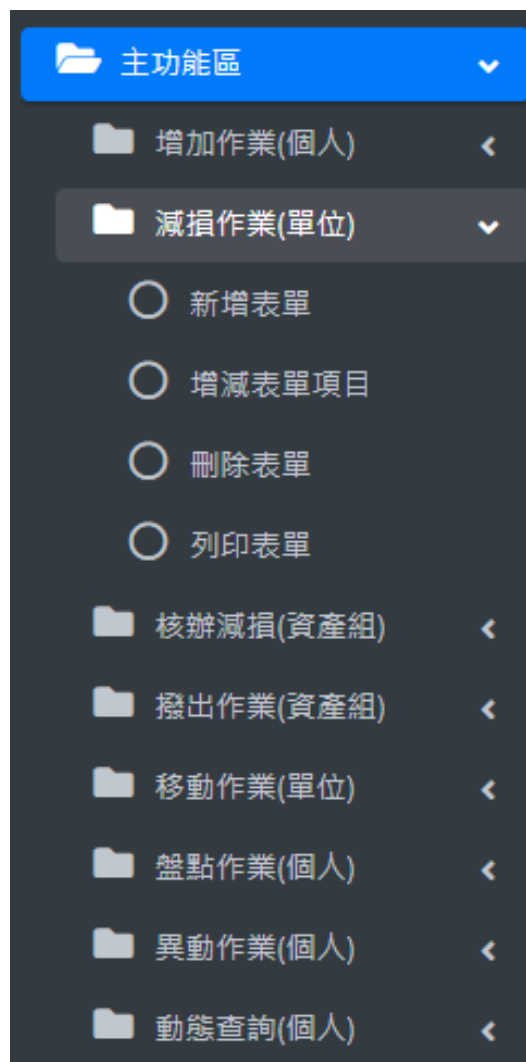 主功能區
增加作業(個人)
減損作業(單位)
新增表單
增減表單項目
刪除表單
列印表單
核辦減損(資產組)
撥出作業(資產組)
移動作業(單位)
盤點作業(個人)
異動作業(個人)
動態查詢(個人)